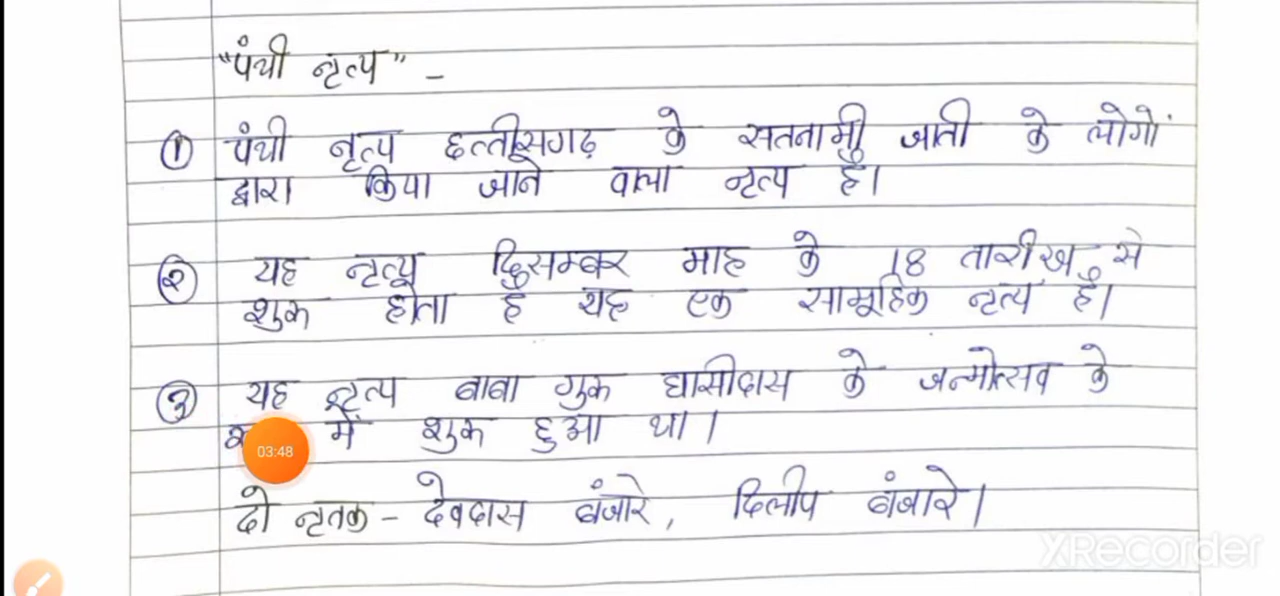 "पंथी नृत्य" -
① पंथी नृत्य छत्तीसगढ़ के सतनामी जाती के लोगों
द्वारा किया जाने वाला नृत्य है।
② यह नृत्य दिसम्बर माह के 18 तारीख से
शुरू होता है यह एक सामूहिक नृत्य है।
③ यह नृत्य बाबा गुरू घासीदास के जन्मोत्सव के
में शुरू हुआ था।
03:48
दो नृतक - देवदास बंजारे, दिलीप बंजारे।
XRecorder